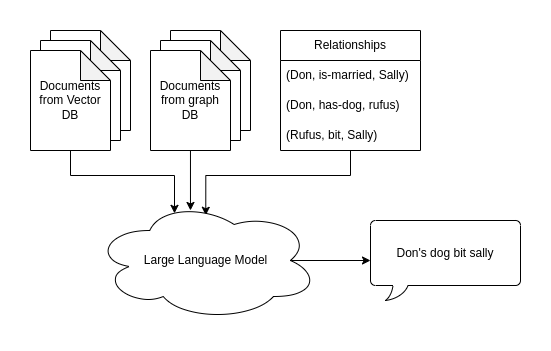 Documents
from Vector
DB
Documents
from graph
DB
Relationships
(Don, is-married, Sally)
(Don, has-dog, rufus)
(Rufus, bit, Sally)
Large Language Model
Don's dog bit sally